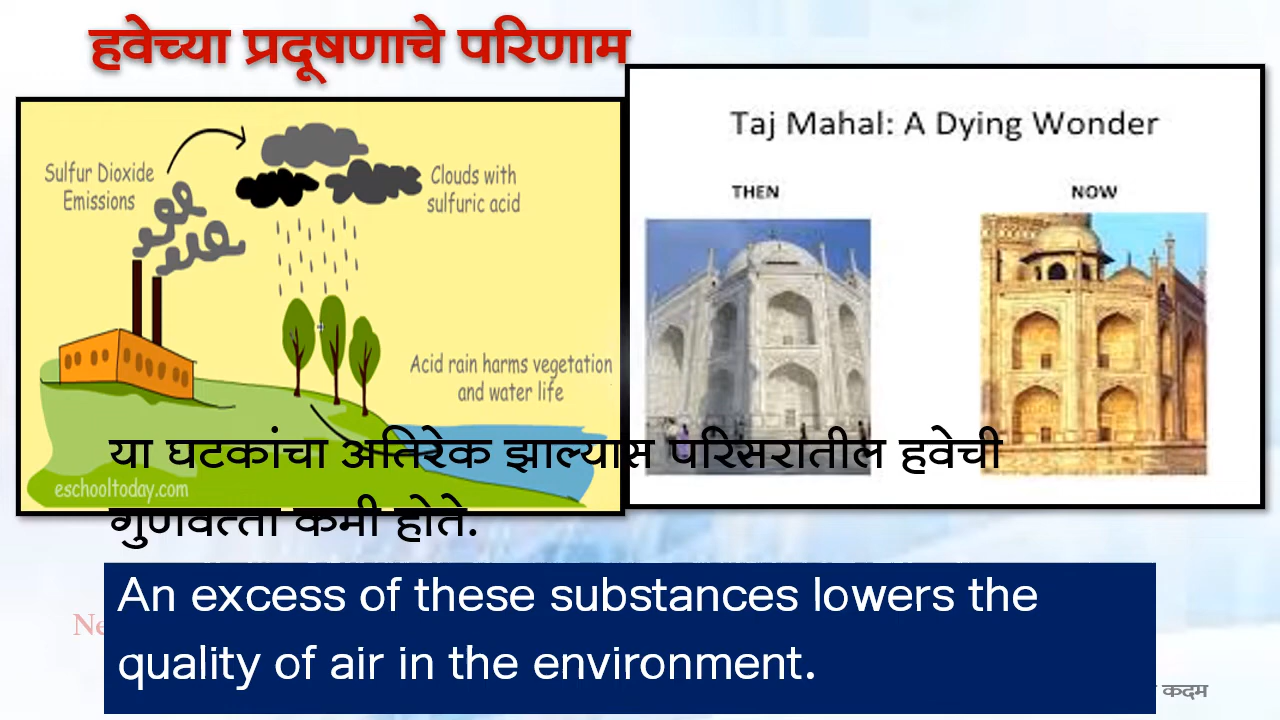 हवेच्या प्रदूषणाचे परिणाम
Sulfur Dioxide
Emissions
Clouds with
sulfuric acid
Acid rain harms vegetation
and water life
eschooltoday.com
Taj Mahal: A Dying Wonder
THEN
NOW
या घटकांचा अतिरेक झाल्यास परिसरातील हवेची
गुणवत्ता कमी होते.
An excess of these substances lowers the
quality of air in the environment.
कदम